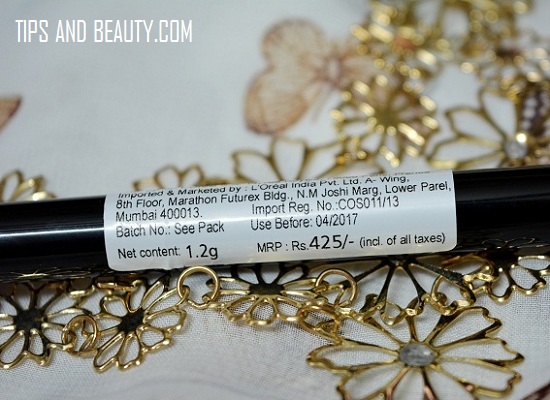 TIPS AND BEAUTY.COM
Imported & Marketed by : L'Oreal India Pvt. Ltd. A- Wing,
8th Floor, Marathon Futurex Bldg., N.M Joshi Marg, Lower Parel,
Mumbai 400013. Import Reg. No.:COS011/13
Batch No.: See Pack Use Before: 04/2017
Net content: 1.2g MRP : Rs.425/- (incl. of all taxes)